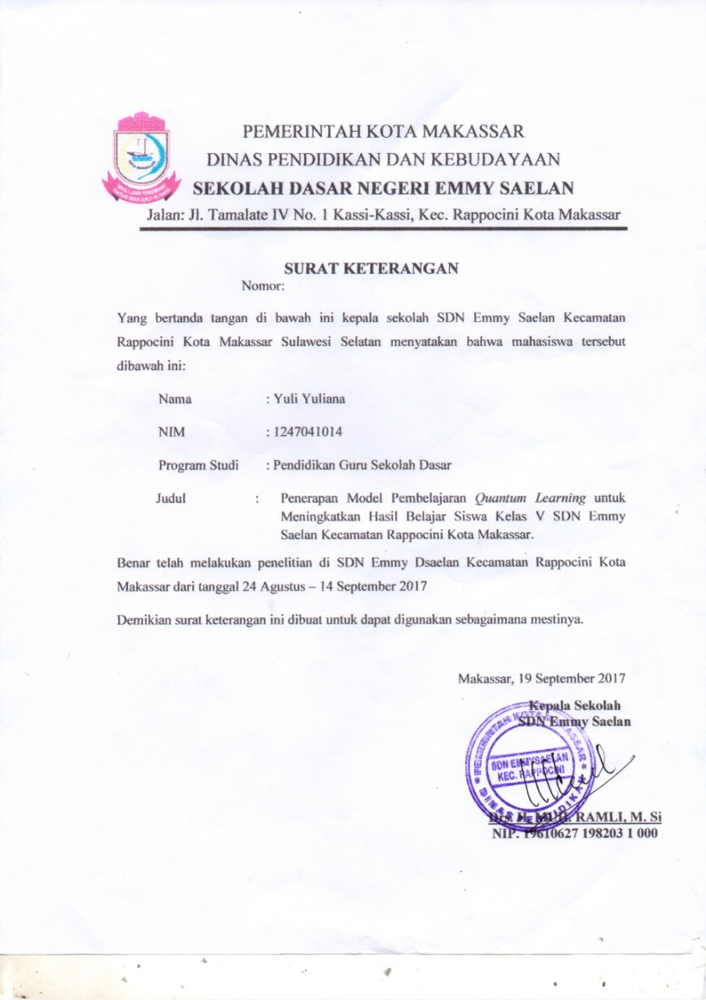 PEMERINTAH KOTA MAKASSAR
DINAS PENDIDIKAN DAN KEBUDAYAAN
SEKOLAH DASAR NEGERI EMMY SAELAN
Jalan: Jl. Tamalate IV No. 1 Kassi-Kassi, Kec. Rappocini Kota Makassar
SURAT KETERANGAN
Nomor:
Yang bertanda tangan di bawah ini kepala sekolah SDN Emmy Saelan Kecamatan
Rappocini Kota Makassar Sulawesi Selatan menyatakan bahwa mahasiswa tersebut
dibawah ini:
Nama : Yuli Yuliana
NIM : 1247041014
Program Studi : Pendidikan Guru Sekolah Dasar
Judul : Penerapan Model Pembelajaran Quantum Learning untuk
Meningkatkan Hasil Belajar Siswa Kelas V SDN Emmy
Saelan Kecamatan Rappocini Kota Makassar.
Benar telah melakukan penelitian di SDN Emmy Dsaelan Kecamatan Rappocini Kota
Makassar dari tanggal 24 Agustus – 14 September 2017
Demikian surat keterangan ini dibuat untuk dapat digunakan sebagaimana mestinya.
Makassar, 19 September 2017
Kepala Sekolah
SDN Emmy Saelan
PEMERINTAH KOTA MAKASSAR
SDN EMMYSAELAN
KEC. RAPPOCINI
DINAS PENDIDIKAN
Drs. H. MUH. RAMLI, M. Si
NIP. 19610627 198203 1 000